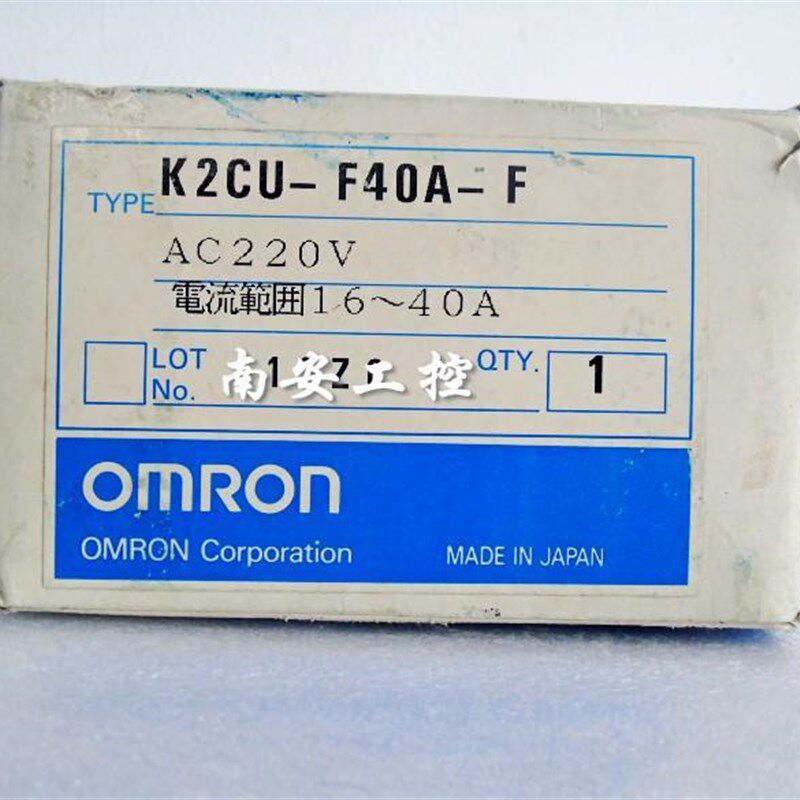 TYPE K2CU- F40A- F
AC220V
電流範囲16~40A
LOT No. QTY. 1
南安工控
OMRON
OMRON Corporation MADE IN JAPAN